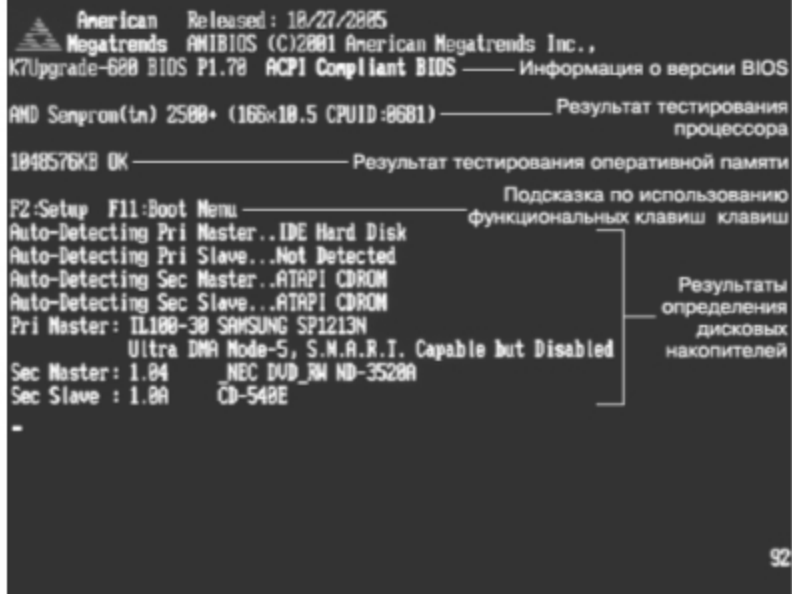 American Released: 10/27/2005
Megatrends AMIBIOS (C)2001 American Megatrends Inc.,
K7Upgrade-600 BIOS P1.70 ACPI Compliant BIOS Информация о версии BIOS
AMD Sempron(tm) 2500+ (166x10.5 CPUID:0681) Результат тестирования
процессора
1048576KB OK Результат тестирования оперативной памяти
Подсказка по использованию
F2:Setup F11:Boot Menu функциональных клавиш клавиш
Auto-Detecting Pri Master..IDE Hard Disk
Auto-Detecting Pri Slave...Not Detected
Auto-Detecting Sec Master..ATAPI CDROM
Auto-Detecting Sec Slave...ATAPI CDROM
Результаты
определения
дисковых
накопителей
Pri Master: TL100-30 SAMSUNG SP1213N
Ultra DMA Mode-5, S.M.A.R.T. Capable but Disabled
Sec Master: 1.04 _NEC DVD_RW ND-3520A
Sec Slave : 1.0A CD-540E
92